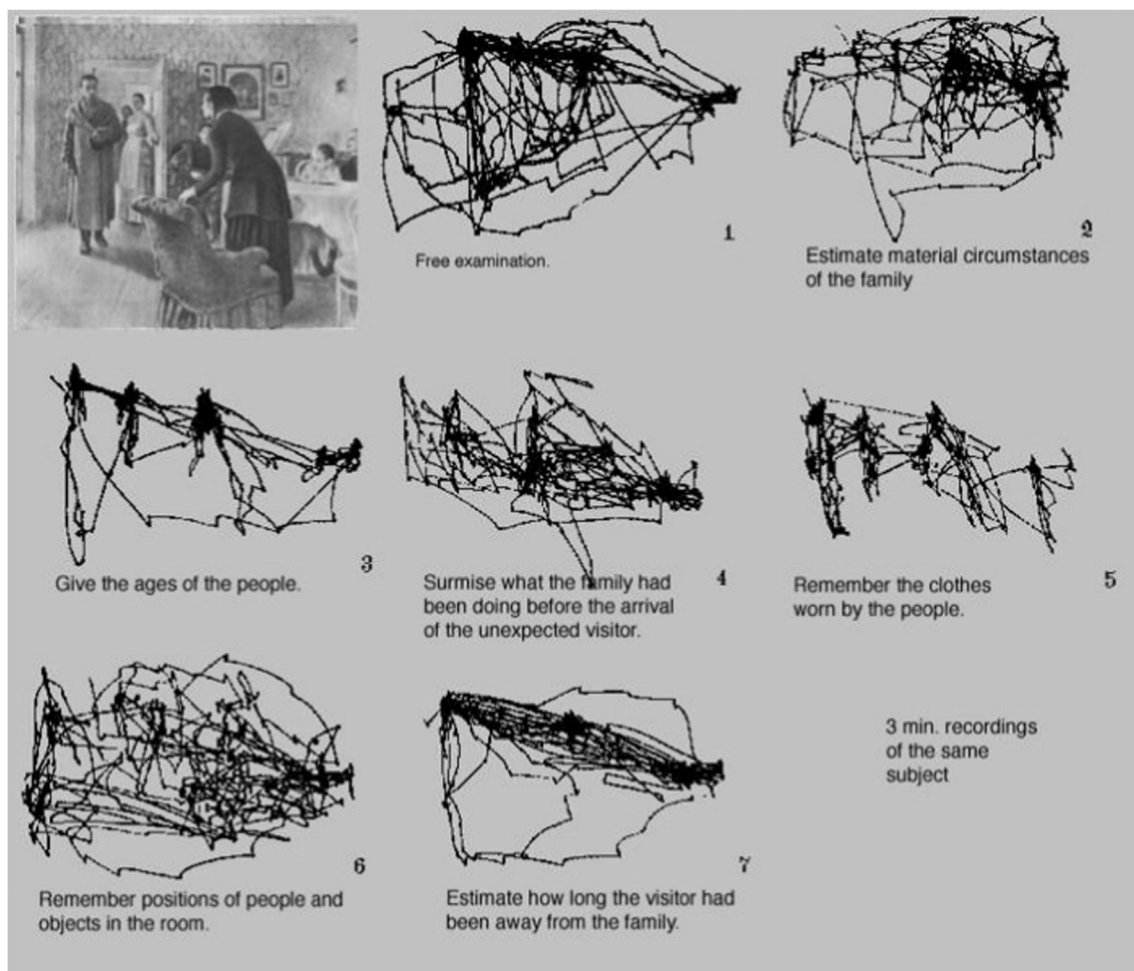 1
Free examination.
2
Estimate material circumstances
of the family
3
Give the ages of the people.
4
Surmise what the family had
been doing before the arrival
of the unexpected visitor.
5
Remember the clothes
worn by the people.
6
Remember positions of people and
objects in the room.
7
Estimate how long the visitor had
been away from the family.
3 min. recordings
of the same
subject